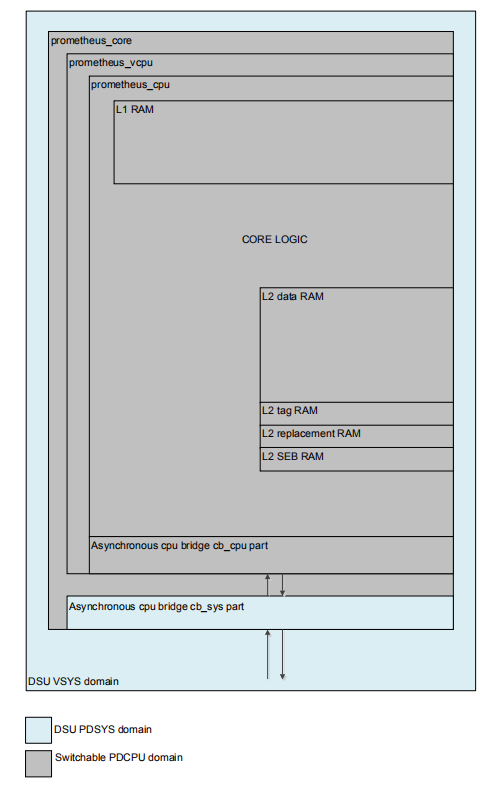 prometheus_core
prometheus_vcpu
prometheus_cpu
L1 RAM
CORE LOGIC
L2 data RAM
L2 tag RAM
L2 replacement RAM
L2 SEB RAM
Asynchronous cpu bridge cb_cpu part
Asynchronous cpu bridge cb_sys part
DSU VSYS domain
DSU PDSYS domain
Switchable PDCPU domain